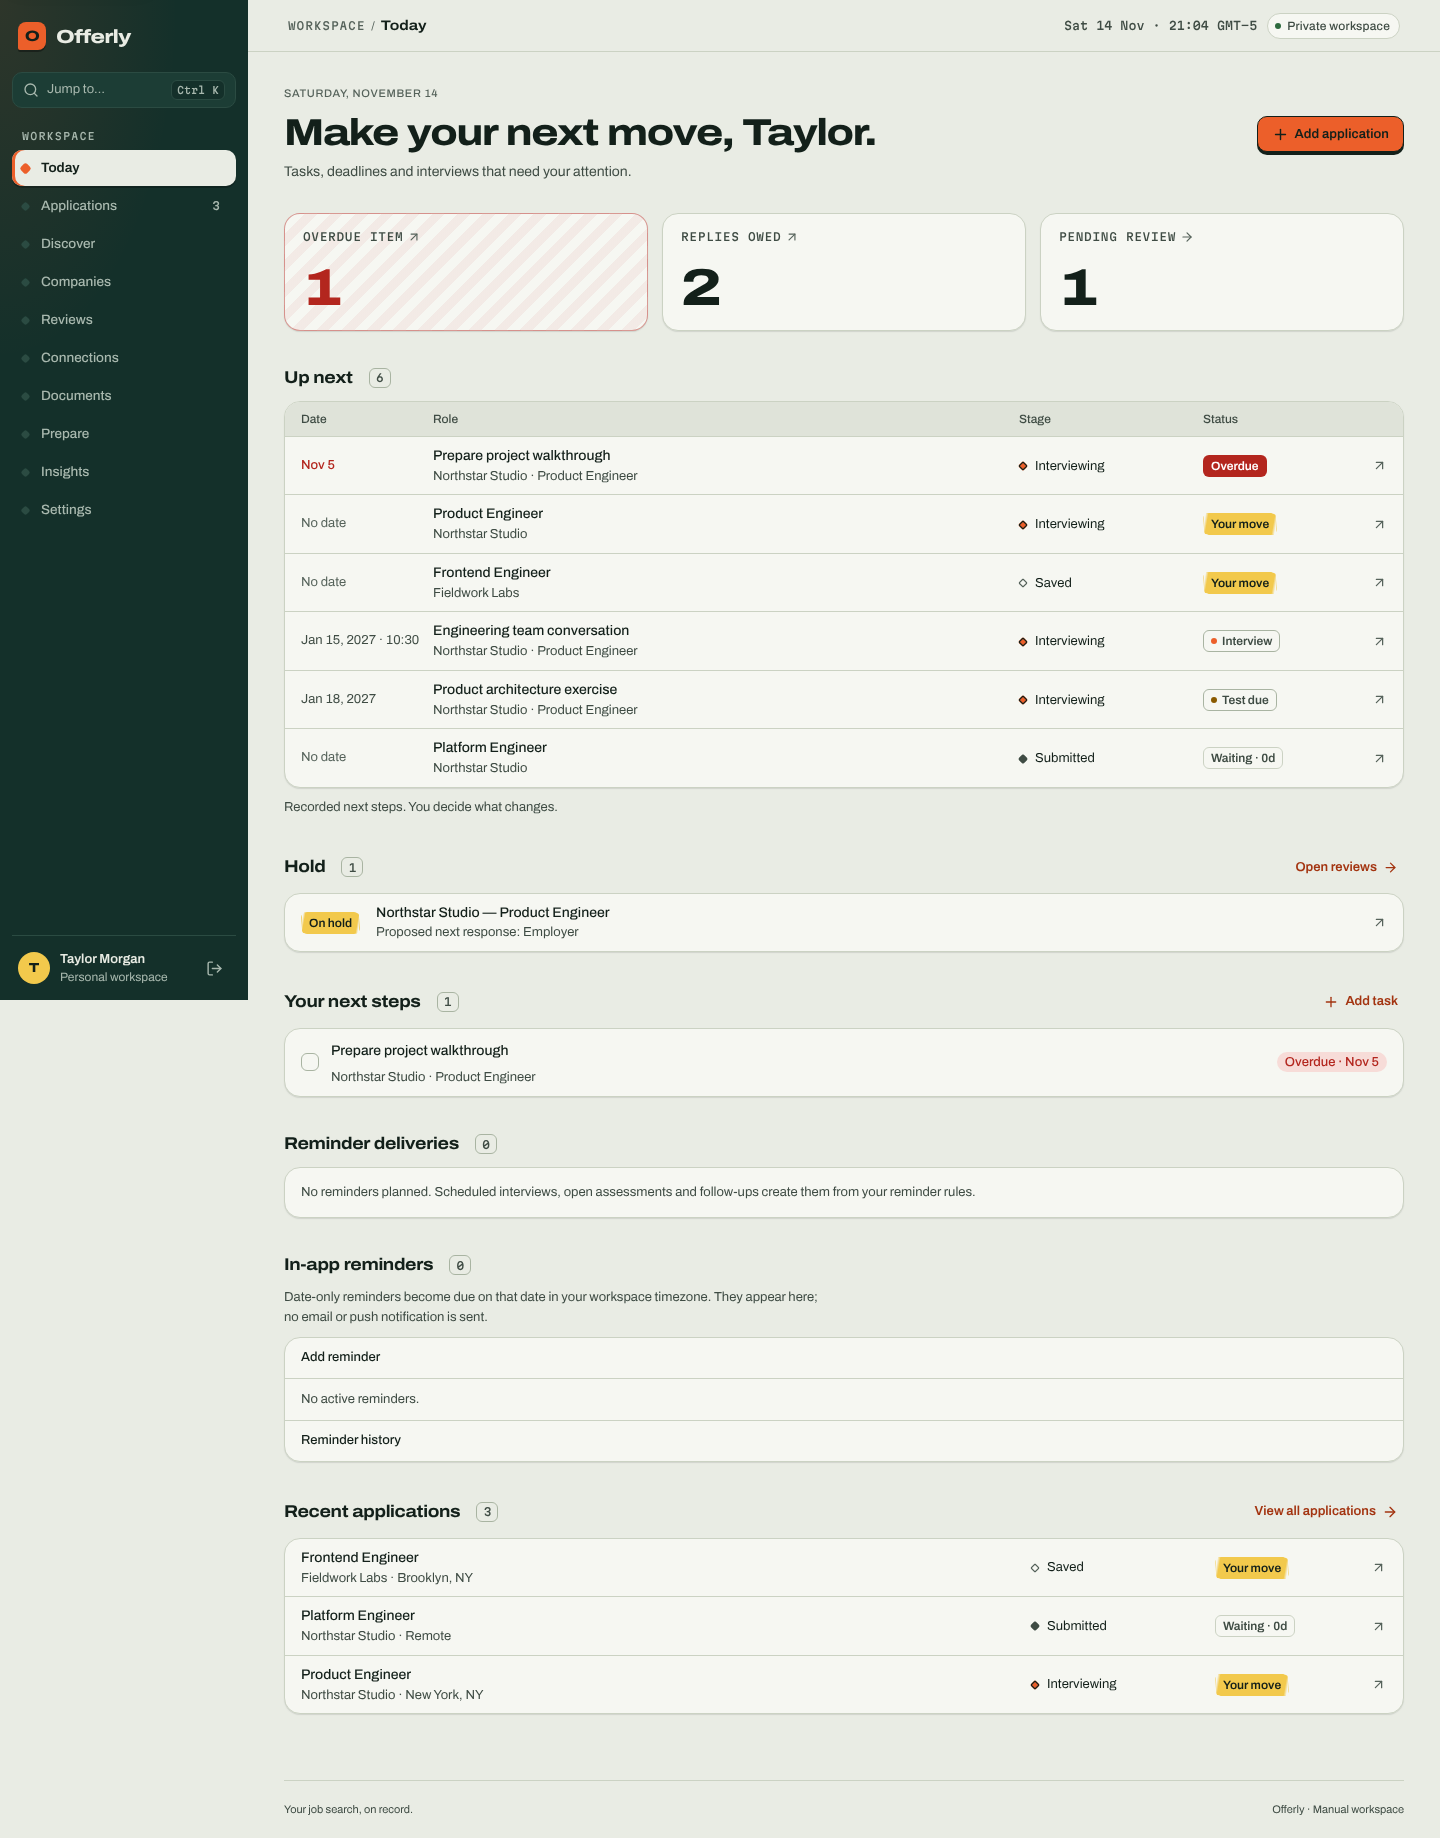 O Offerly
Jump to... Ctrl K
WORKSPACE
Today
Applications 3
Discover
Companies
Reviews
Connections
Documents
Prepare
Insights
Settings
T Taylor Morgan
Personal workspace
WORKSPACE / Today
Sat 14 Nov · 21:04 GMT−5 Private workspace
SATURDAY, NOVEMBER 14
Make your next move, Taylor.
Add application
Tasks, deadlines and interviews that need your attention.
OVERDUE ITEM
1
REPLIES OWED
2
PENDING REVIEW
1
Up next 6
Date Role Stage Status
Nov 5 Prepare project walkthrough Interviewing Overdue
Northstar Studio · Product Engineer
No date Product Engineer Interviewing Your move
Northstar Studio
No date Frontend Engineer Saved Your move
Fieldwork Labs
Jan 15, 2027 · 10:30 Engineering team conversation Interviewing Interview
Northstar Studio · Product Engineer
Jan 18, 2027 Product architecture exercise Interviewing Test due
Northstar Studio · Product Engineer
No date Platform Engineer Submitted Waiting · 0d
Northstar Studio
Recorded next steps. You decide what changes.
Hold 1 Open reviews
On hold Northstar Studio — Product Engineer
Proposed next response: Employer
Your next steps 1 Add task
Prepare project walkthrough Overdue · Nov 5
Northstar Studio · Product Engineer
Reminder deliveries 0
No reminders planned. Scheduled interviews, open assessments and follow-ups create them from your reminder rules.
In-app reminders 0
Date-only reminders become due on that date in your workspace timezone. They appear here;
no email or push notification is sent.
Add reminder
No active reminders.
Reminder history
Recent applications 3 View all applications
Frontend Engineer Saved Your move
Fieldwork Labs · Brooklyn, NY
Platform Engineer Submitted Waiting · 0d
Northstar Studio · Remote
Product Engineer Interviewing Your move
Northstar Studio · New York, NY
Your job search, on record. Offerly · Manual workspace